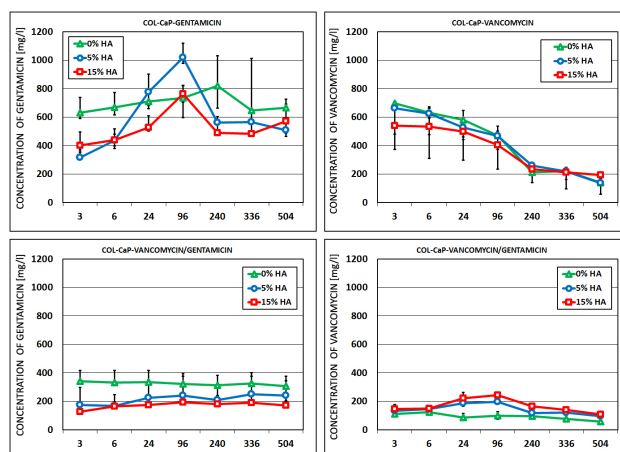 COL-CaP-GENTAMICIN
CONCENTRATION OF GENTAMICIN [mg/l]
1200
1000
800
600
400
200
0
0% HA
5% HA
15% HA
3 6 24 96 240 336 504
COL-CaP-VANCOMYCIN
CONCENTRATION OF VANCOMYCIN [mg/l]
1200
1000
800
600
400
200
0
0% HA
5% HA
15% HA
3 6 24 96 240 336 504
COL-CaP-VANCOMYCIN/GENTAMICIN
CONCENTRATION OF GENTAMICIN [mg/l]
1200
1000
800
600
400
200
0
0% HA
5% HA
15% HA
3 6 24 96 240 336 504
COL-CaP-VANCOMYCIN/GENTAMICIN
CONCENTRATION OF VANCOMYCIN [mg/l]
1200
1000
800
600
400
200
0
0% HA
5% HA
15% HA
3 6 24 96 240 336 504